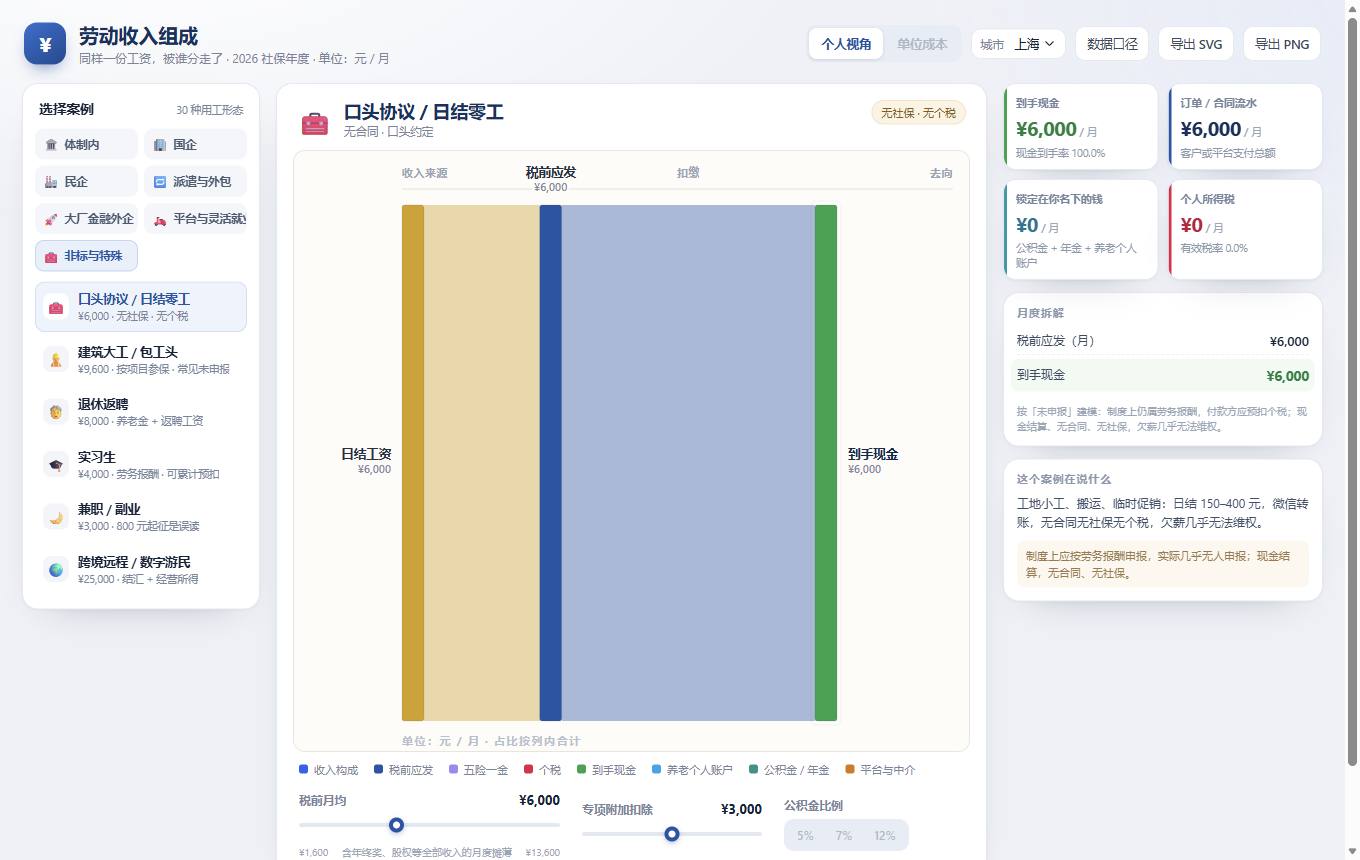 ¥
劳动收入组成
同样一份工资，被谁分走了 · 2026 社保年度 · 单位：元 / 月
个人视角
单位成本
城市 上海
数据口径
导出 SVG
导出 PNG
选择案例
30 种用工形态
体制内
国企
民企
派遣与外包
大厂金融外企
平台与灵活就业
非标与特殊
口头协议 / 日结零工
¥6,000 · 无社保 · 无个税
建筑大工 / 包工头
¥9,600 · 按项目参保 · 常见未申报
退休返聘
¥8,000 · 养老金 + 返聘工资
实习生
¥4,000 · 劳务报酬 · 可累计预扣
兼职 / 副业
¥3,000 · 800 元起征是误读
跨境远程 / 数字游民
¥25,000 · 结汇 + 经营所得
口头协议 / 日结零工
无合同 · 口头约定
无社保 · 无个税
收入来源
税前应发
¥6,000
扣缴
去向
日结工资
¥6,000
到手现金
¥6,000
单位：元 / 月 · 占比按列内合计
收入构成
税前应发
五险一金
个税
到手现金
养老个人账户
公积金 / 年金
平台与中介
税前月均
¥6,000
¥1,600
含年终奖、股权等全部收入的月度摊薄
¥13,600
专项附加扣除
¥3,000
公积金比例
5%
7%
12%
到手现金
¥6,000 / 月
现金到手率 100.0%
订单 / 合同流水
¥6,000 / 月
客户或平台支付总额
锁定在你名下的钱
¥0 / 月
公积金 + 年金 + 养老个人
账户
个人所得税
¥0 / 月
有效税率 0.0%
月度拆解
税前应发（月）
¥6,000
到手现金
¥6,000
按「未申报」建模：制度上仍属劳务报酬，付款方应预扣个税；现
金结算、无合同、无社保，欠薪几乎无法维权。
这个案例在说什么
工地小工、搬运、临时促销：日结 150–400 元，微信转
账，无合同无社保无个税，欠薪几乎无法维权。
制度上应按劳务报酬申报，实际几乎无人申报；现金结
算，无合同、无社保。